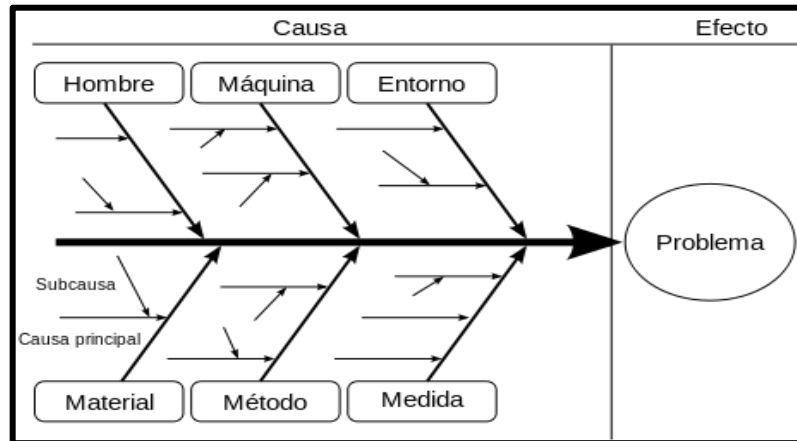 Causa
Efecto
Hombre
Máquina
Entorno
Problema
Subcausa
Causa principal
Material
Método
Medida